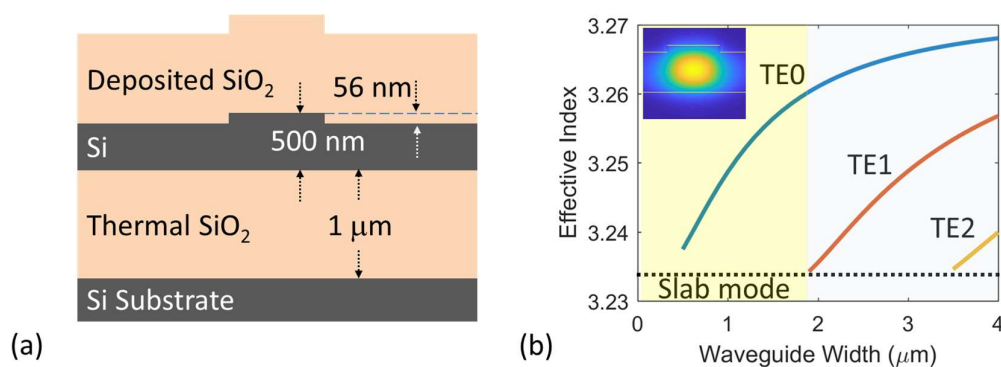 Deposited SiO₂
56 nm
Si
500 nm
Thermal SiO₂
1 μm
Si Substrate
(a)
3.27
3.26
3.25
3.24
3.23
Effective Index
TE0
TE1
TE2
Slab mode
0 1 2 3 4
Waveguide Width (μm)
(b)